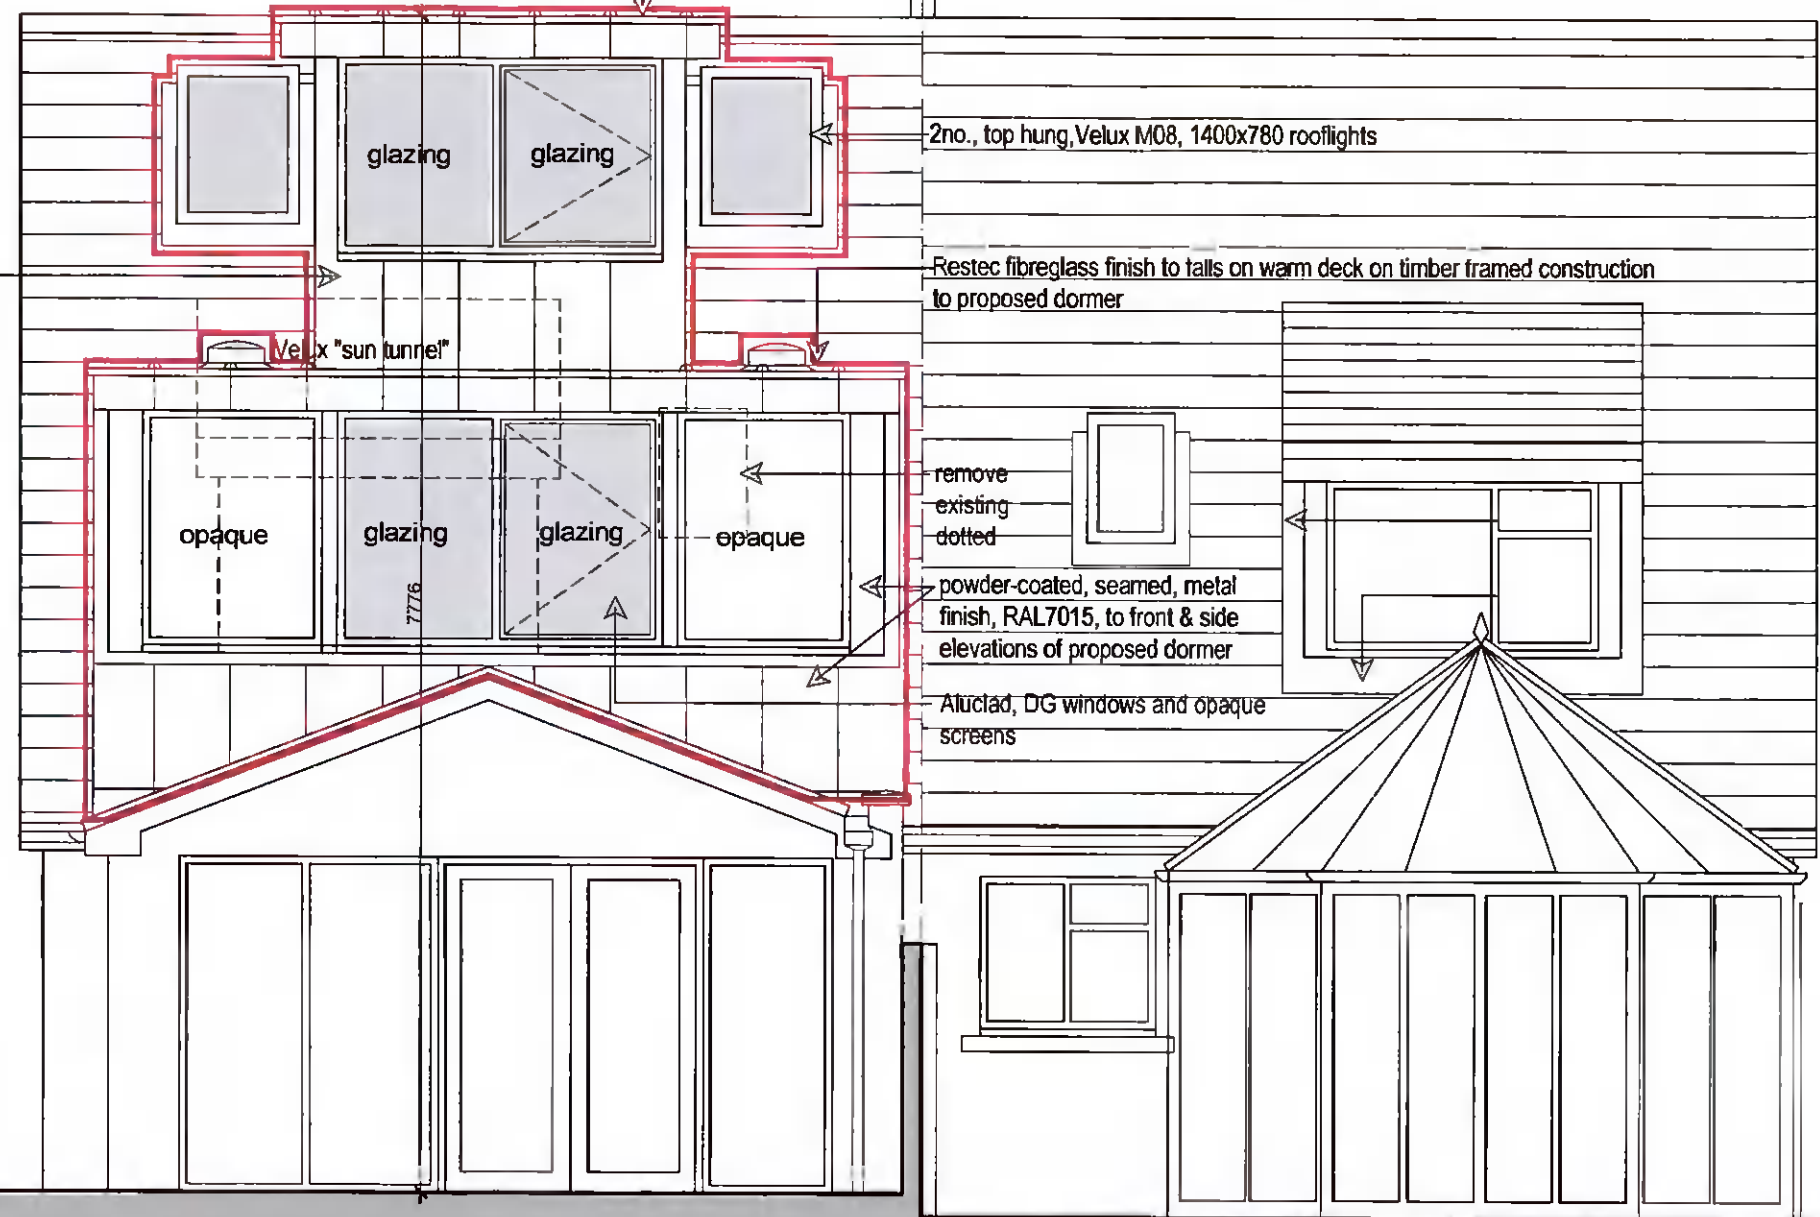 glazing
glazing
2no., top hung,Velux M08, 1400x780 rooflights
Restec fibreglass finish to falls on warm deck on timber framed construction
to proposed dormer
Velux "sun tunnel"
opaque
glazing
glazing
opaque
7776
remove
existing
dotted
powder-coated, seamed, metal
finish, RAL7015, to front & side
elevations of proposed dormer
Aluclad, DG windows and opaque
screens